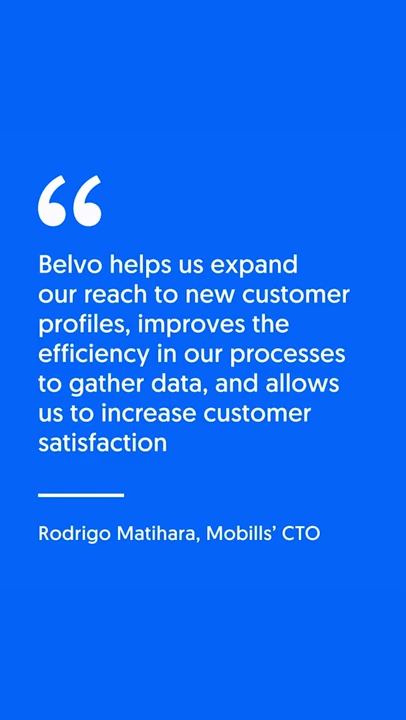 “
Belvo helps us expand
our reach to new customer
profiles, improves the
efficiency in our processes
to gather data, and allows
us to increase customer
satisfaction
Rodrigo Matihara, Mobills’ CTO